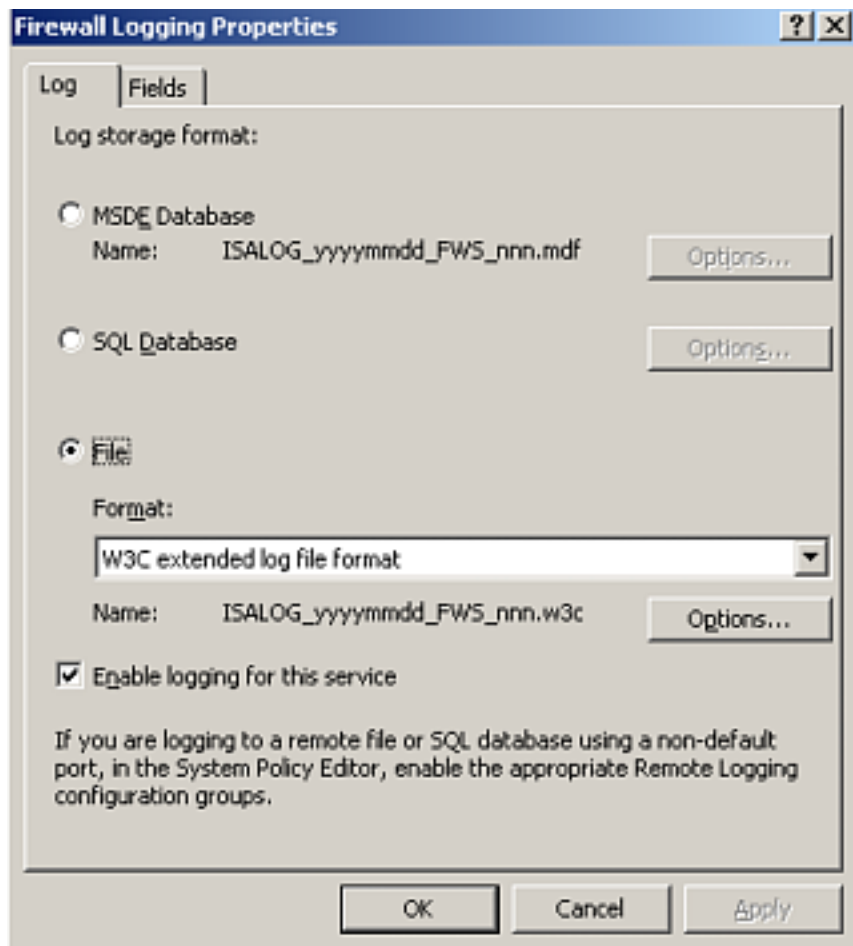 Firewall Logging Properties
Log
Fields
Log storage format:
MSDE Database
Name: ISALOG_yyyymmdd_FWS_nnn.mdf
Options...
SQL Database
Options...
File
Format:
W3C extended log file format
Name: ISALOG_yyyymmdd_FWS_nnn.w3c
Options...
Enable logging for this service
If you are logging to a remote file or SQL database using a non-default
port, in the System Policy Editor, enable the appropriate Remote Logging
configuration groups.
OK
Cancel
Apply